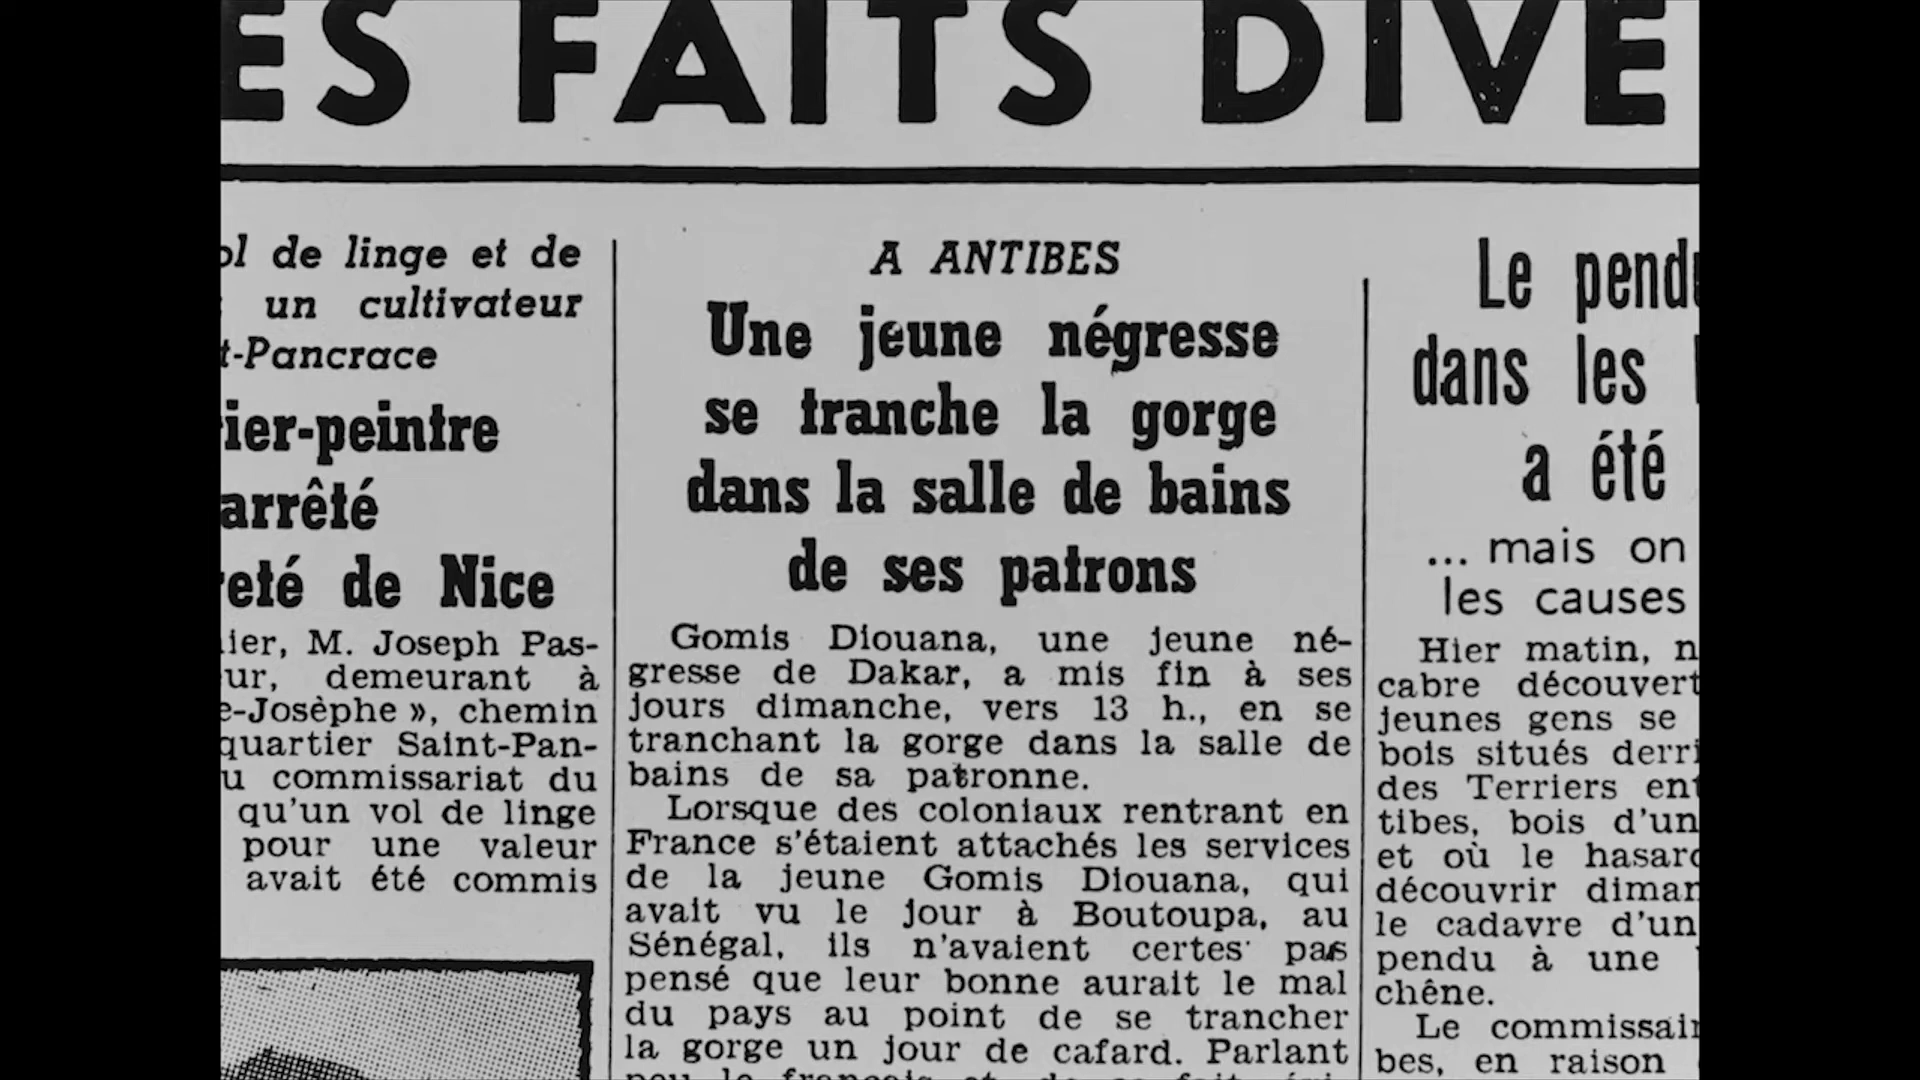 ES FAITS DIVE
ol de linge et de
un cultivateur
t-Pancrace
ier-peintre
arrêté
reté de Nice
ier, M. Joseph Pas-
ur, demeurant à
e-Josèphe », chemin
quartier Saint-Pan-
u commissariat du
qu'un vol de linge
pour une valeur
avait été commis
A ANTIBES
Une jeune négresse
se tranche la gorge
dans la salle de bains
de ses patrons
Gomis Diouana, une jeune né-
gresse de Dakar, a mis fin à ses
jours dimanche, vers 13 h., en se
tranchant la gorge dans la salle de
bains de sa patronne.
Lorsque des coloniaux rentrant en
France s'étaient attachés les services
de la jeune Gomis Diouana, qui
avait vu le jour à Boutoupa, au
Sénégal, ils n'avaient certes pas
pensé que leur bonne aurait le mal
du pays au point de se trancher
la gorge un jour de cafard. Parlant
Le pend
dans les
a été
... mais on
les causes
Hier matin, n
cabre découvert
jeunes gens se
bois situés derri
des Terriers ent
tibes, bois d'un
et où le hasard
découvrir diman
le cadavre d'un
pendu à une
chêne.
Le commissair
bes, en raison